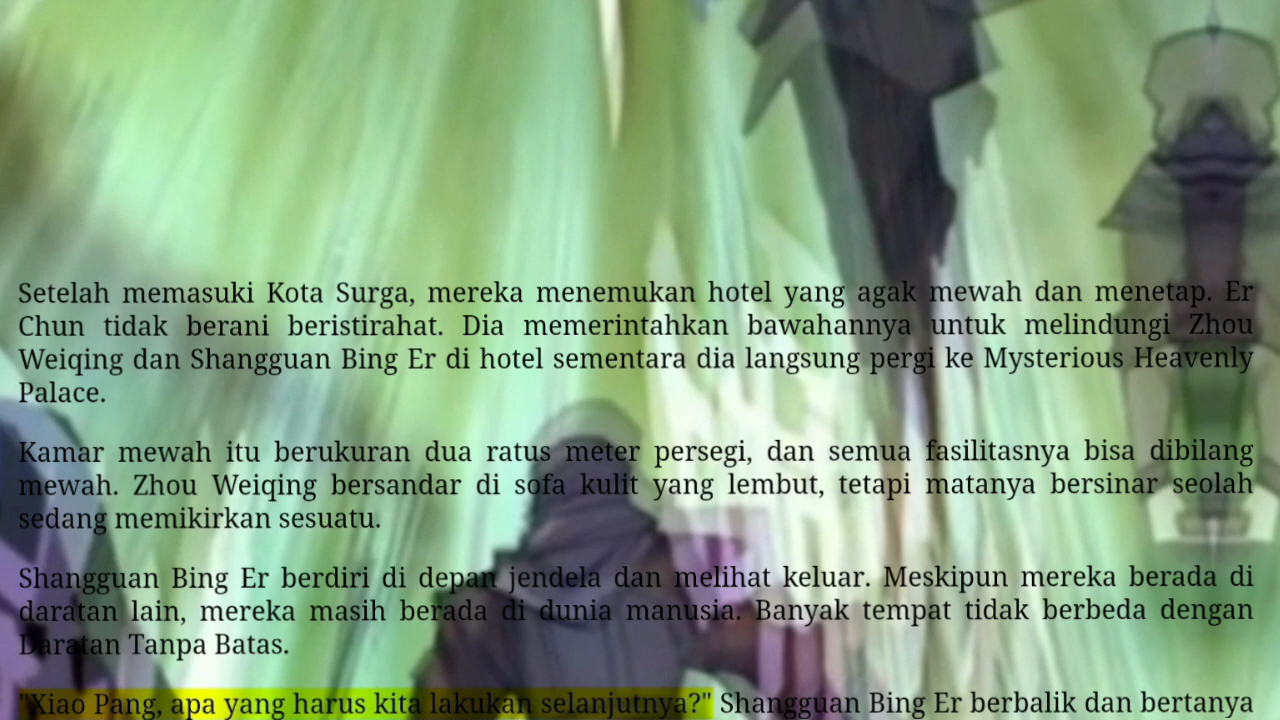 Setelah memasuki Kota Surga, mereka menemukan hotel yang agak mewah dan menetap. Er
Chun tidak berani beristirahat. Dia memerintahkan bawahannya untuk melindungi Zhou
Weiqing dan Shangguan Bing Er di hotel sementara dia langsung pergi ke Mysterious Heavenly
Palace.
Kamar mewah itu berukuran dua ratus meter persegi, dan semua fasilitasnya bisa dibilang
mewah. Zhou Weiqing bersandar di sofa kulit yang lembut, tetapi matanya bersinar seolah
sedang memikirkan sesuatu.
Shangguan Bing Er berdiri di depan jendela dan melihat keluar. Meskipun mereka berada di
daratan lain, mereka masih berada di dunia manusia. Banyak tempat tidak berbeda dengan
Daratan Tanpa Batas.
"Xiao Pang, apa yang harus kita lakukan selanjutnya?" Shangguan Bing Er berbalik dan bertanya